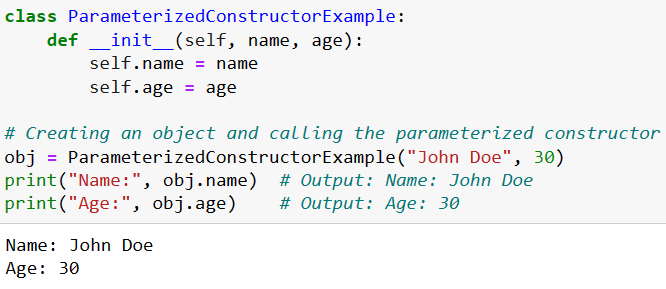 class ParameterizedConstructorExample:
    def __init__(self, name, age):
        self.name = name
        self.age = age

# Creating an object and calling the parameterized constructor
obj = ParameterizedConstructorExample("John Doe", 30)
print("Name:", obj.name)  # Output: Name: John Doe
print("Age:", obj.age)    # Output: Age: 30

Name: John Doe
Age: 30